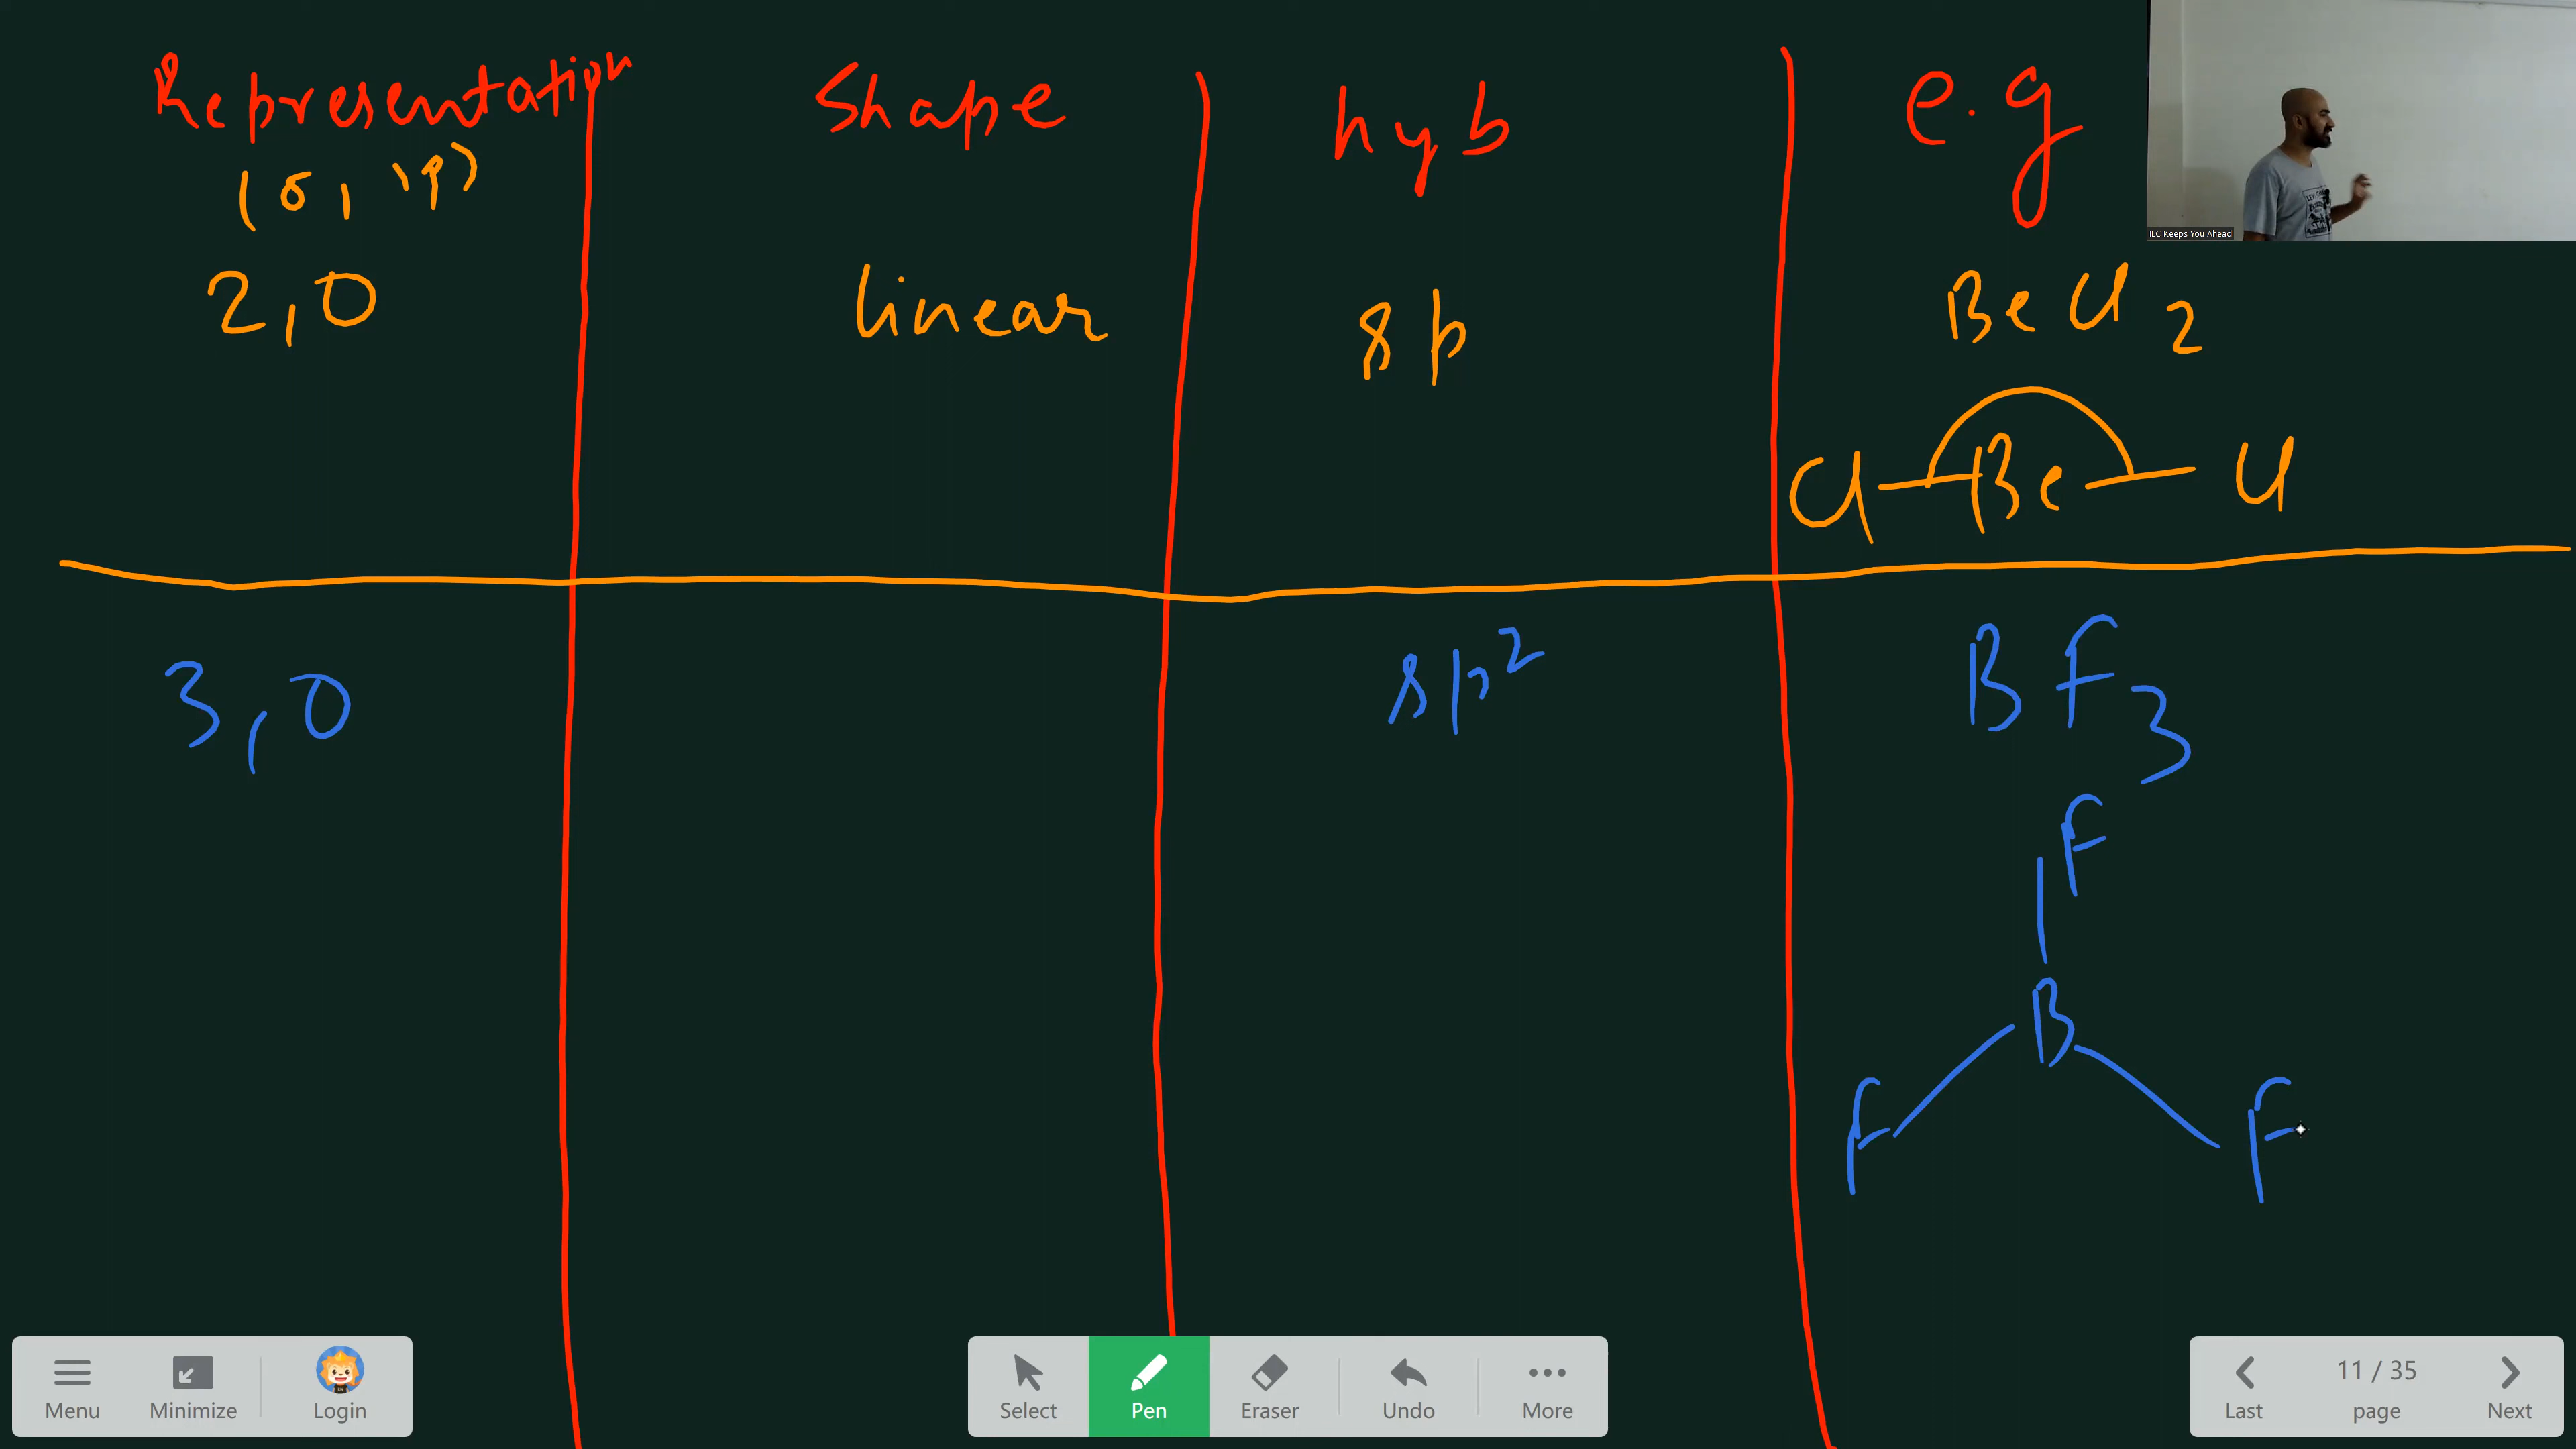 Representation Shape hyb e.g
(σ, lp)
ILC Keeps You Ahead
2,0 linear sp BeCl2
Cl Be Cl
3,0 sp² BF3
F
B
F F
Menu Minimize Login Select Pen Eraser Undo More Last 11 / 35 page Next